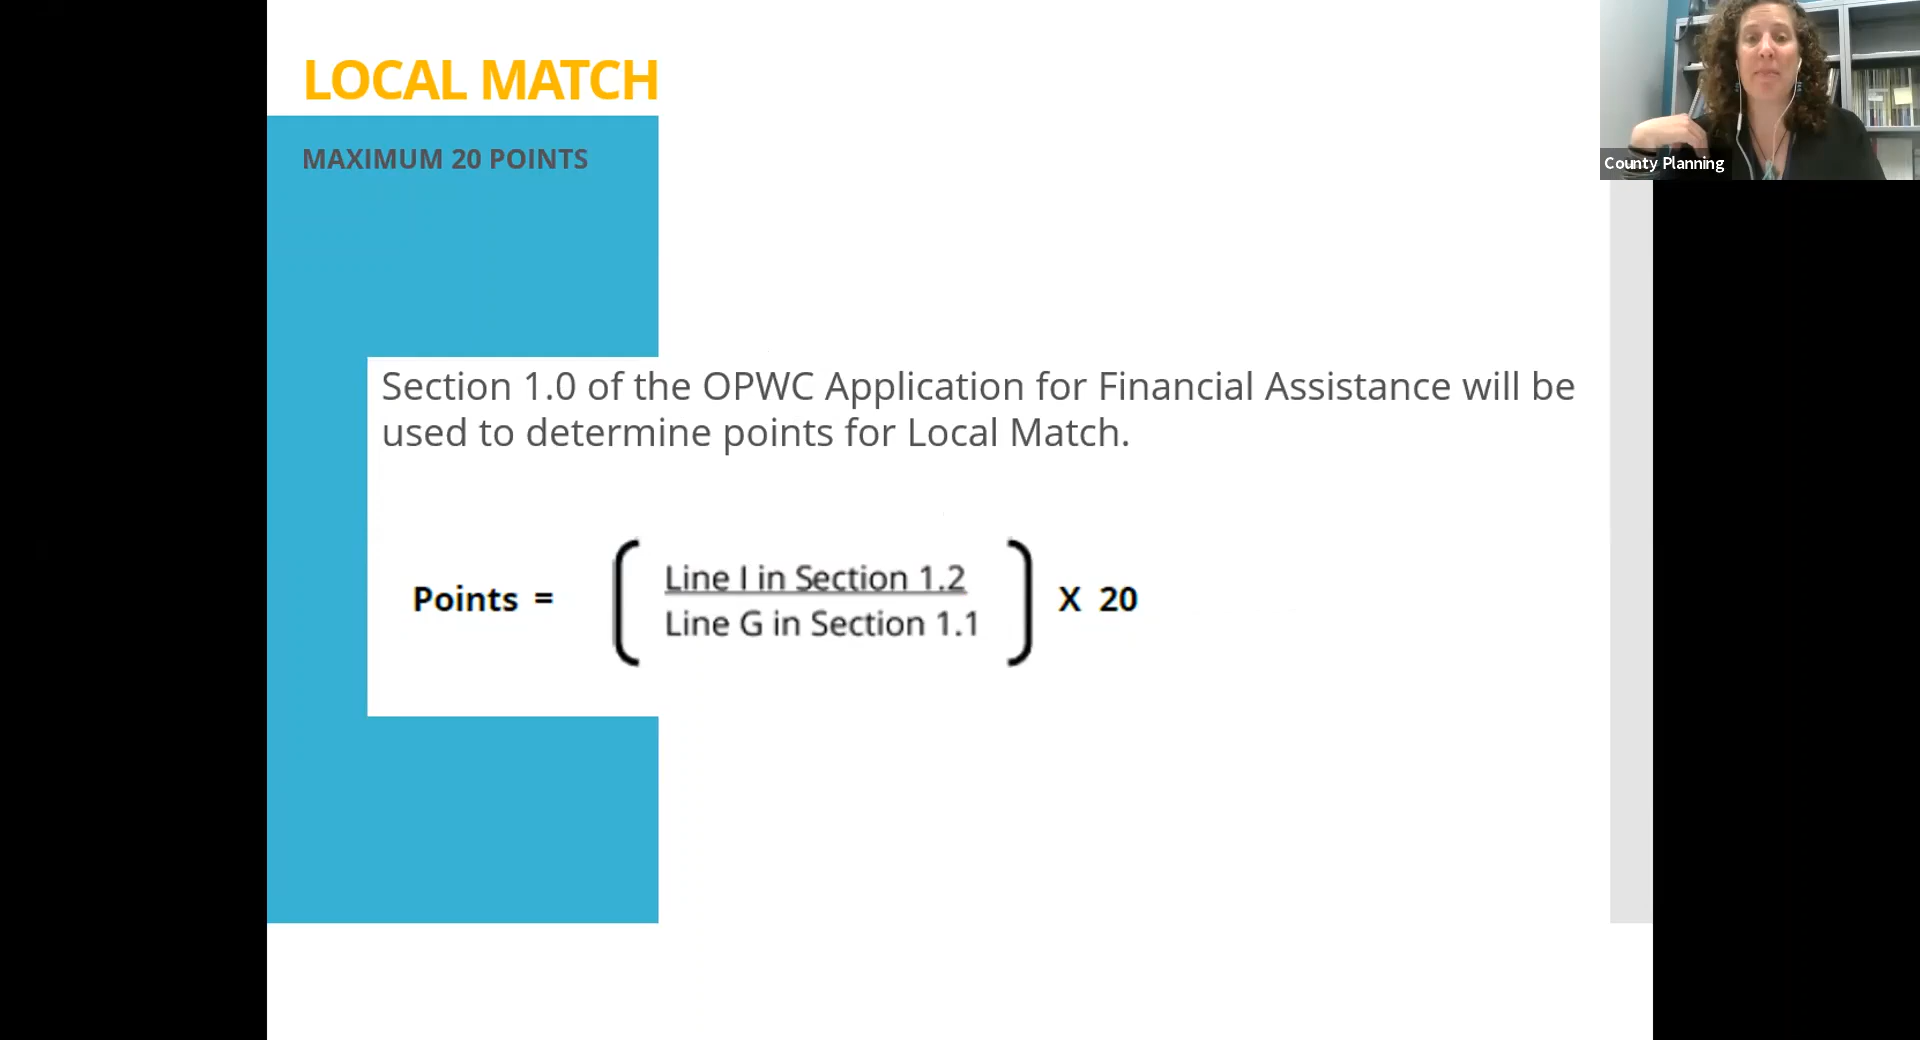 LOCAL MATCH
MAXIMUM 20 POINTS
County Planning
Section 1.0 of the OPWC Application for Financial Assistance will be
used to determine points for Local Match.
Points = ( Line I in Section 1.2 ) X 20
Line G in Section 1.1